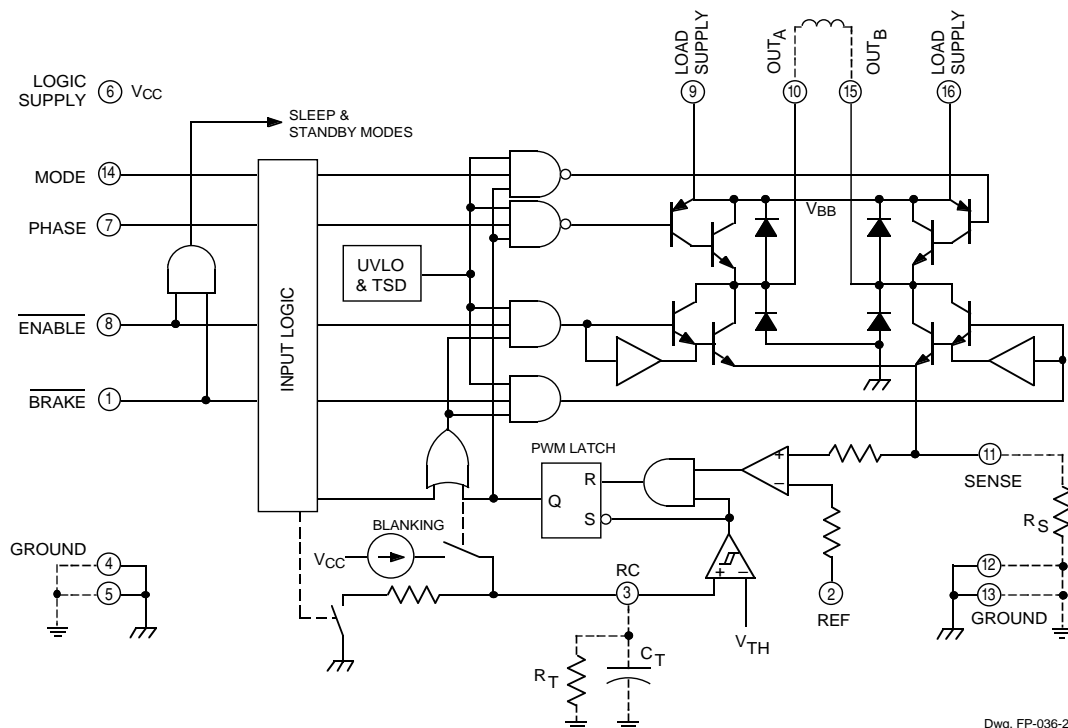 LOAD SUPPLY
OUTA
OUTB
LOAD SUPPLY
9
10
15
16
LOGIC SUPPLY
6
VCC
SLEEP & STANDBY MODES
MODE
14
PHASE
7
VBB
UVLO & TSD
INPUT LOGIC
ENABLE
8
BRAKE
1
PWM LATCH
R
Q
S
+
–
11
SENSE
RS
BLANKING
VCC
GROUND
4
5
RC
3
+
–
2
REF
VTH
12
13
GROUND
RT
CT
Dwg. FP-036-2